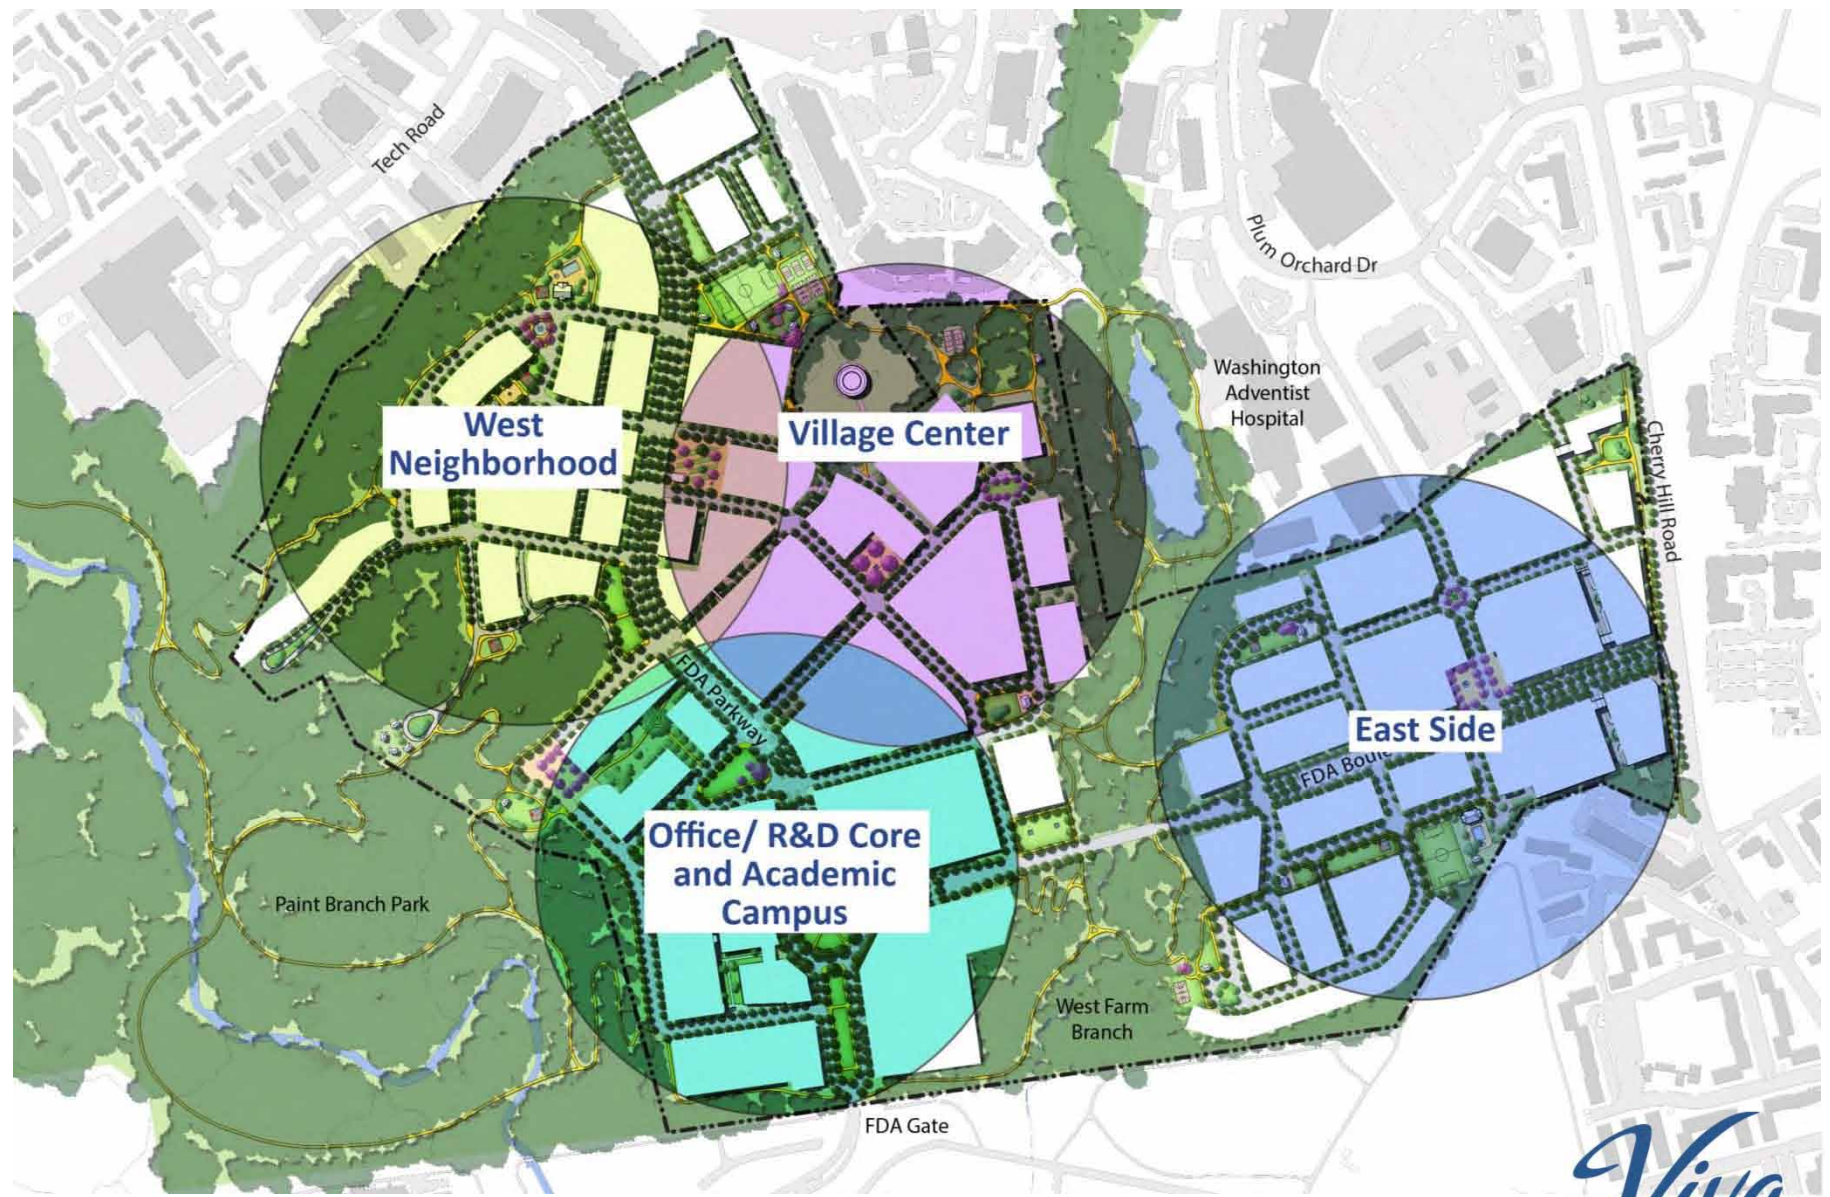 Tech Road
Plum Orchard Dr
Washington
Adventist
Hospital
West
Neighborhood
Village Center
Cherry Hill Road
FDA Parkway
East Side
FDA
Office/ R&D Core
and Academic
Campus
Paint Branch Park
West Farm
Branch
FDA Gate
Viva